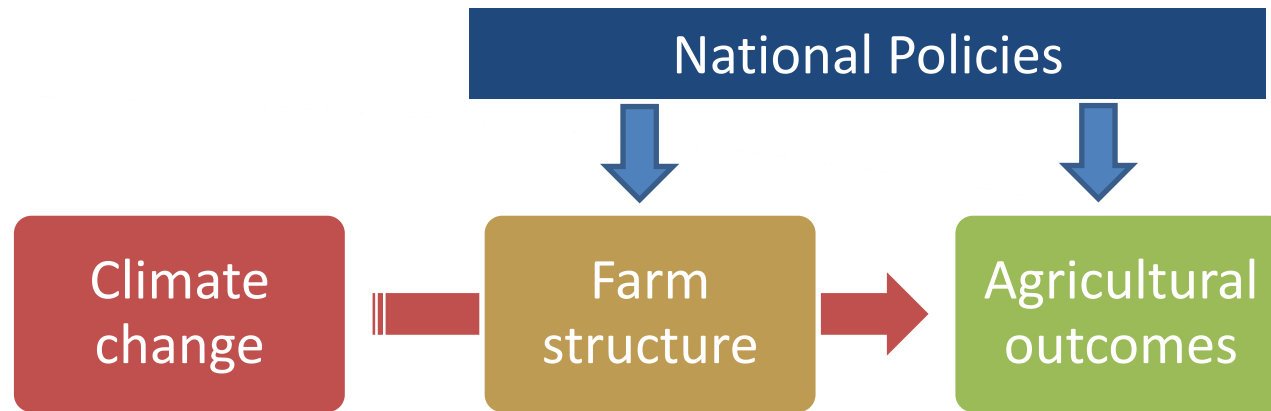 National Policies
Climate
change
Farm
structure
Agricultural
outcomes